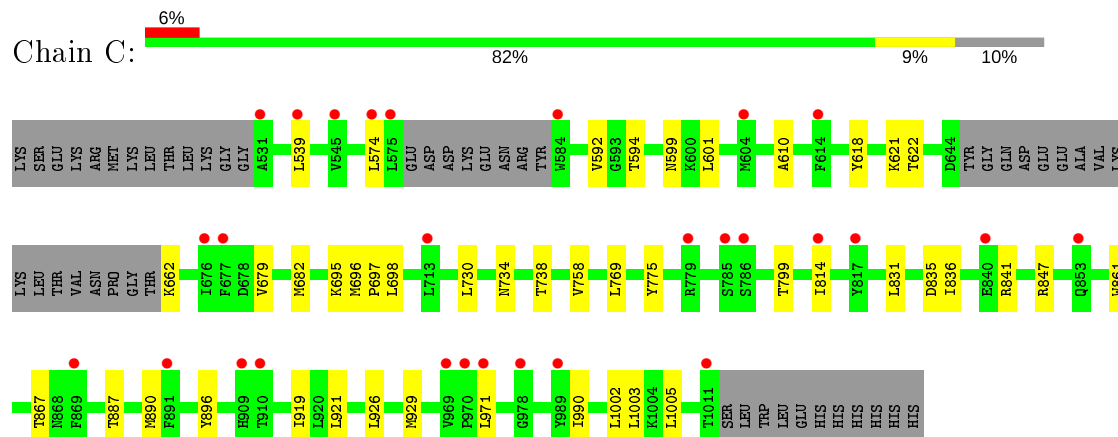 6%
Chain C:
82% 9% 10%
LYS SER GLU LYS ARG MET LYS LEU THR LEU LYS GLY GLY A531 L539 V545 L574 L575 GLU ASP ASP LYS GLU ASN ARG TYR W584 V592 G593 T594 N599 K600 L601 M604 A610 F614 Y618 K621 T622 D644 TYR GLY GLN ASP GLU GLU ALA VAL LYS
LYS LEU THR VAL ASN PRO GLY THR K662 I676 F677 D678 V679 M682 K695 M696 P697 L698 L713 L730 N734 T738 V758 L769 Y775 R779 S785 S786 T799 I814 Y817 L831 D835 I836 E840 R841 R847 Q853 W861
T867 N868 F869 T887 M890 F891 Y896 H909 T910 I919 L920 L921 L926 M929 V969 P970 L971 G978 Y989 I990 L1002 L1003 K1004 L1005 T1011 SER LEU TRP LEU GLU HIS HIS HIS HIS HIS HIS